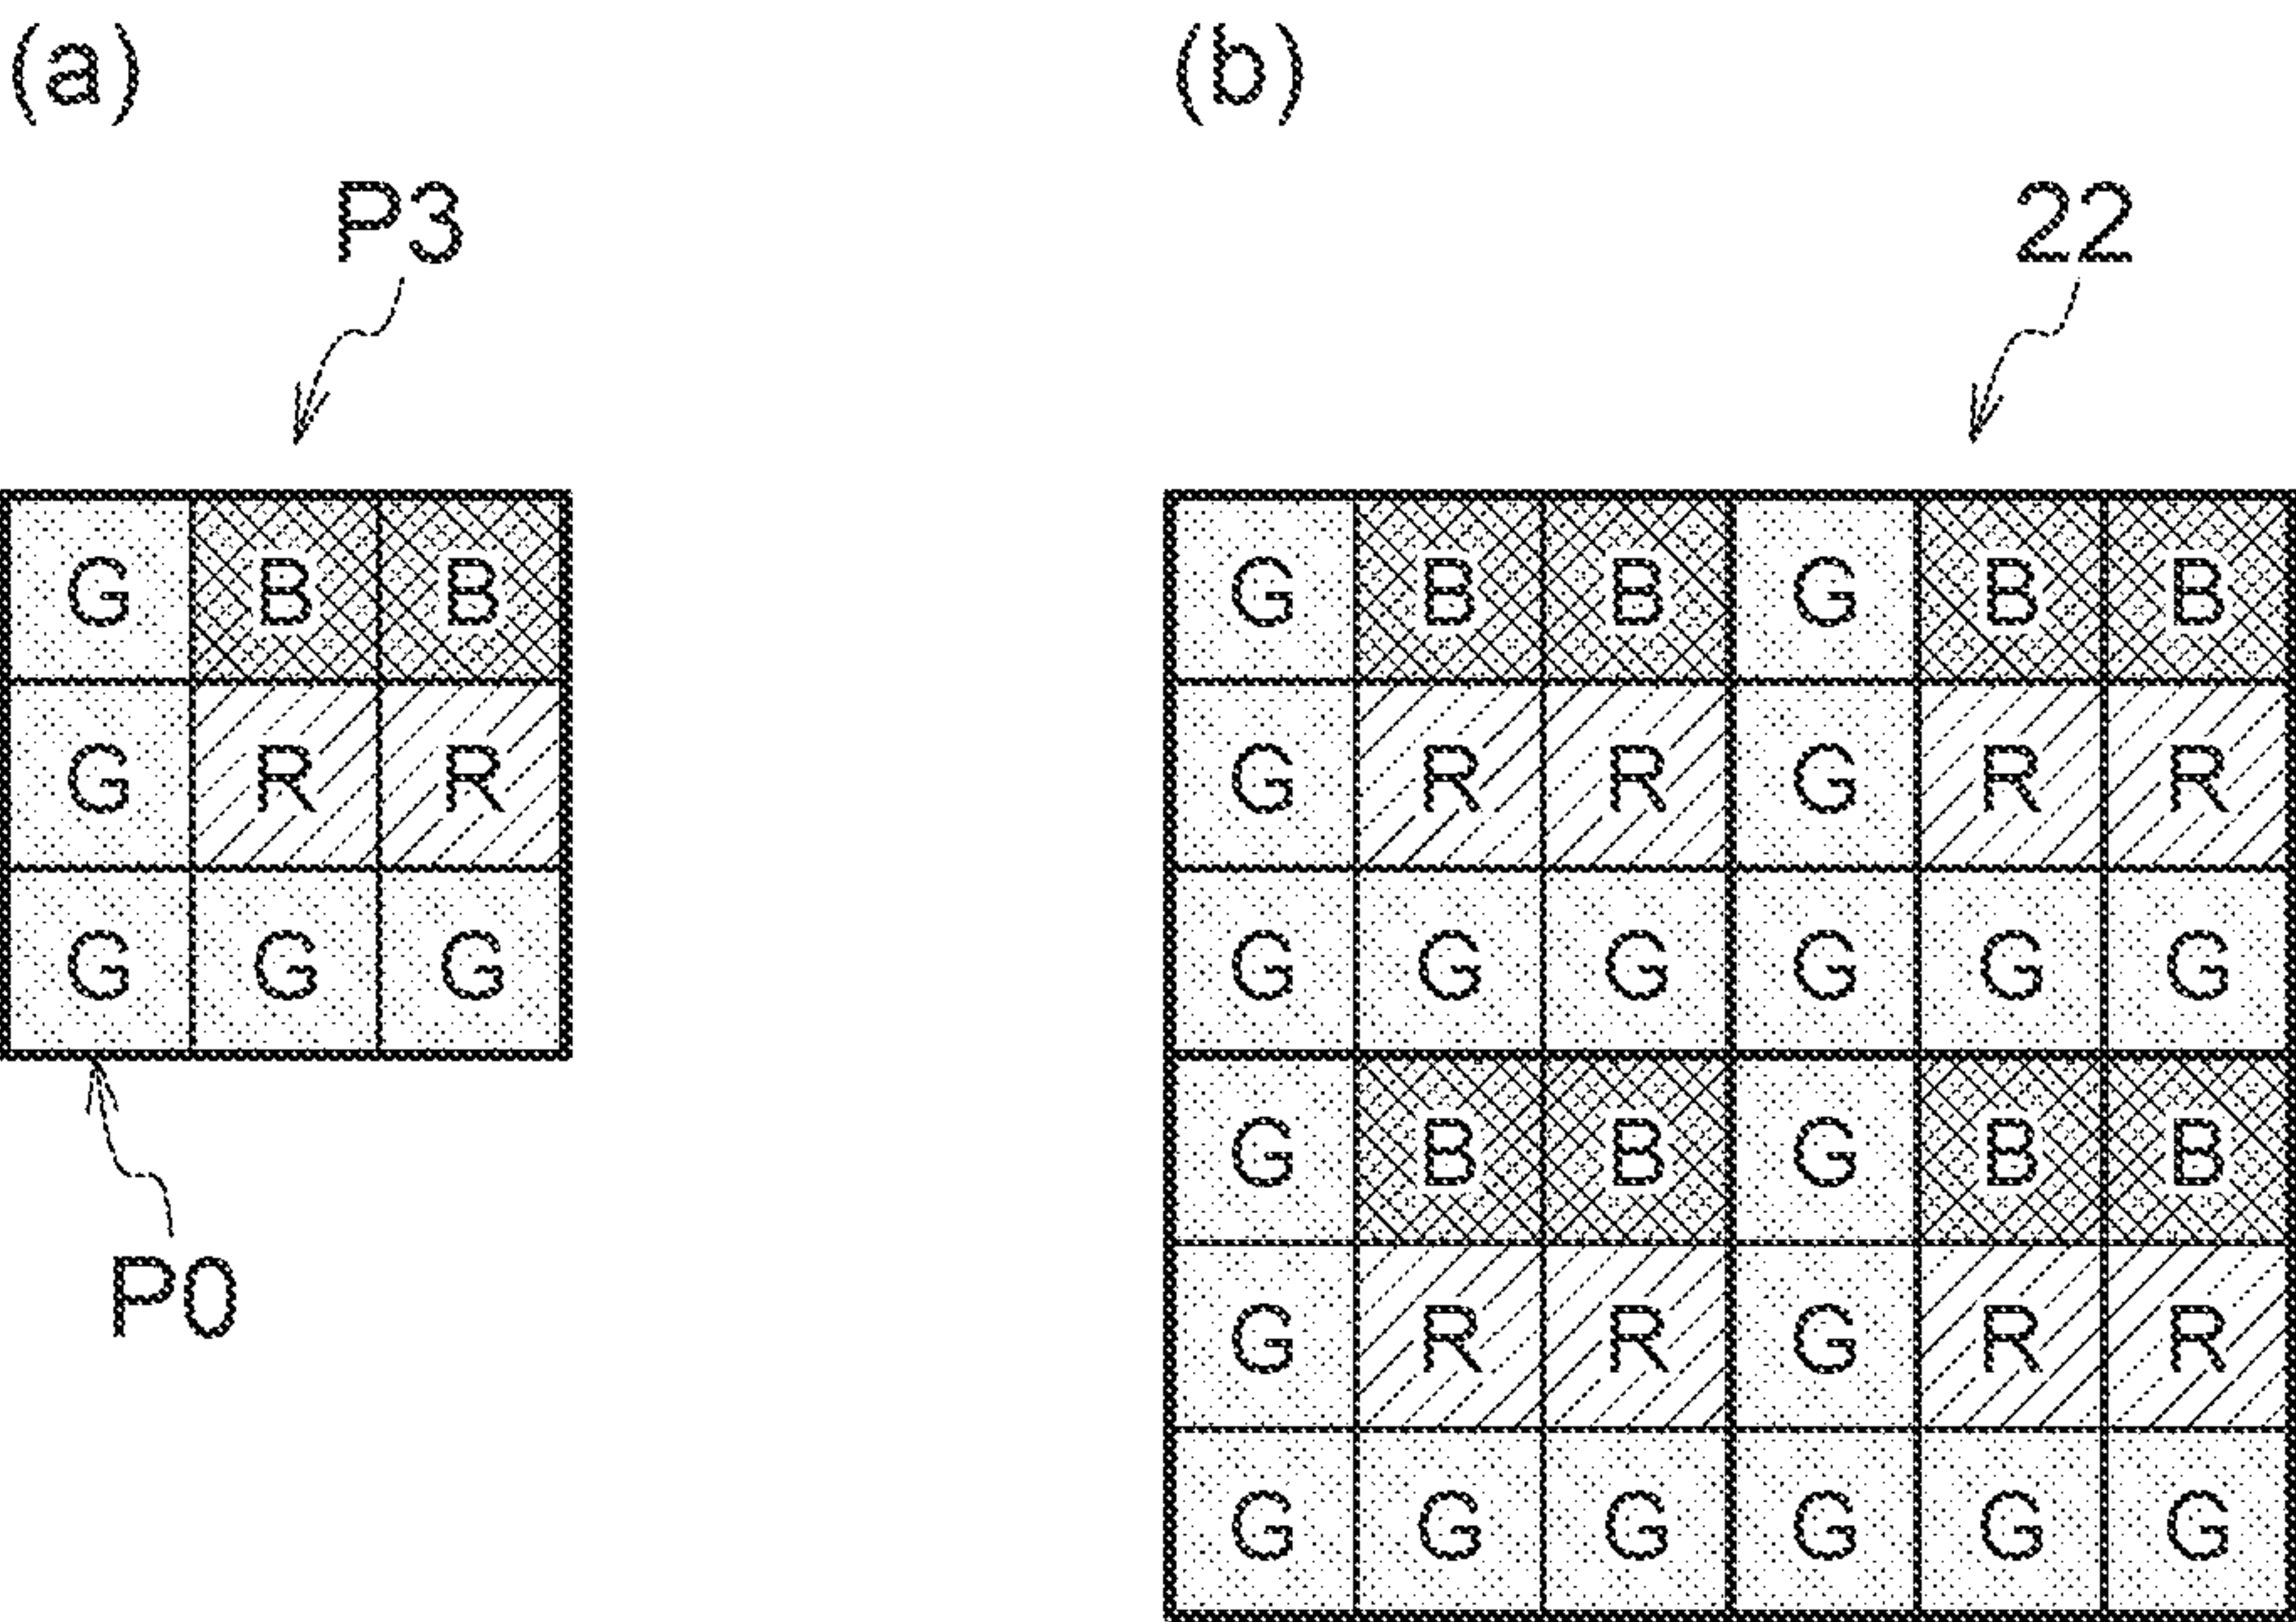 (a) (b)
P3 22
G B B G B B G B B
G R R G R R G R R
G G G G G G G G G
G B B G B B
P0
G R R G R R
G G G G G G